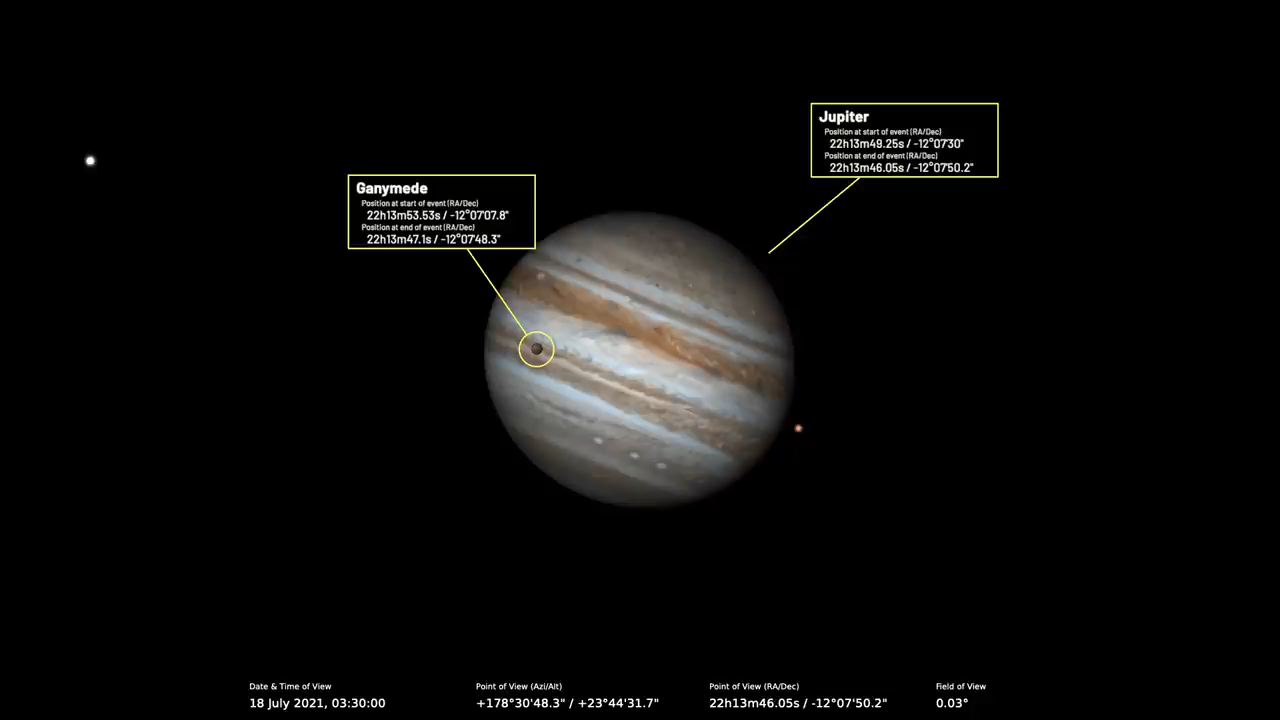 Jupiter
Position at start of event (RA/Dec)
22h13m49.25s / -12°07'30"
Position at end of event (RA/Dec)
22h13m46.05s / -12°07'50.2"
Ganymede
Position at start of event (RA/Dec)
22h13m53.53s / -12°07'07.8"
Position at end of event (RA/Dec)
22h13m47.1s / -12°07'48.3"
Date & Time of View
18 July 2021, 03:30:00
Point of View (Azi/Alt)
+178°30'48.3" / +23°44'31.7"
Point of View (RA/Dec)
22h13m46.05s / -12°07'50.2"
Field of View
0.03°